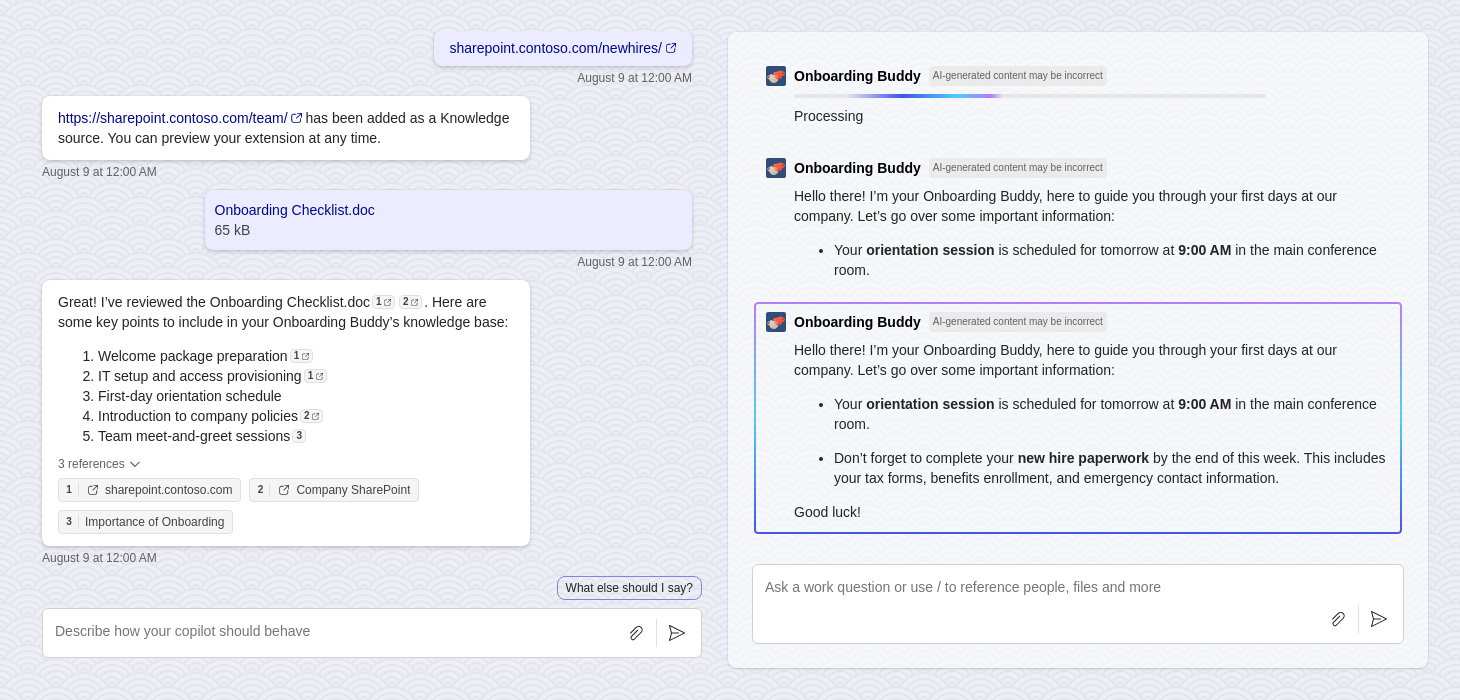 sharepoint.contoso.com/newhires/
August 9 at 12:00 AM
https://sharepoint.contoso.com/team/ has been added as a Knowledge
source. You can preview your extension at any time.
August 9 at 12:00 AM
Onboarding Checklist.doc
65 kB
August 9 at 12:00 AM
Great! I’ve reviewed the Onboarding Checklist.doc 1 2 . Here are
some key points to include in your Onboarding Buddy’s knowledge base:
1. Welcome package preparation 1
2. IT setup and access provisioning 1
3. First-day orientation schedule
4. Introduction to company policies 2
5. Team meet-and-greet sessions 3
3 references
1 sharepoint.contoso.com 2 Company SharePoint
3 Importance of Onboarding
August 9 at 12:00 AM
What else should I say?
Describe how your copilot should behave
Onboarding Buddy AI-generated content may be incorrect
Processing
Onboarding Buddy AI-generated content may be incorrect
Hello there! I’m your Onboarding Buddy, here to guide you through your first days at our
company. Let’s go over some important information:
• Your orientation session is scheduled for tomorrow at 9:00 AM in the main conference
room.
Onboarding Buddy AI-generated content may be incorrect
Hello there! I’m your Onboarding Buddy, here to guide you through your first days at our
company. Let’s go over some important information:
• Your orientation session is scheduled for tomorrow at 9:00 AM in the main conference
room.
• Don’t forget to complete your new hire paperwork by the end of this week. This includes
your tax forms, benefits enrollment, and emergency contact information.
Good luck!
Ask a work question or use / to reference people, files and more